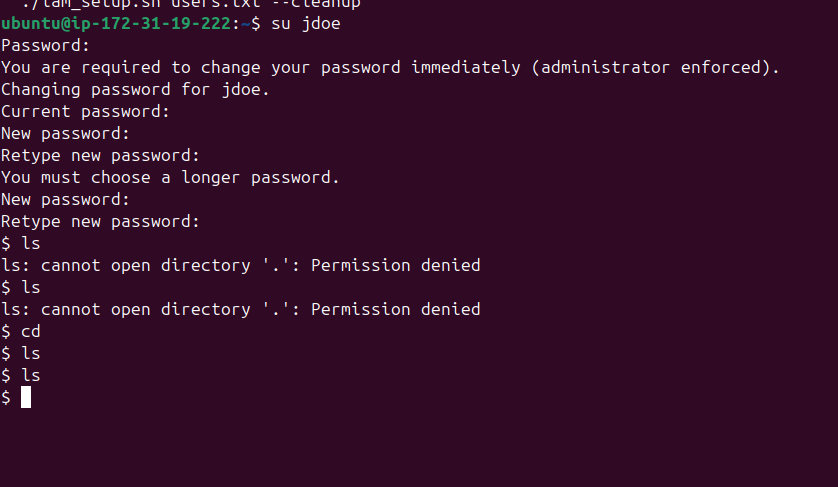 ./iam_setup.sh users.txt --cleanup
ubuntu@ip-172-31-19-222:~$ su jdoe
Password:
You are required to change your password immediately (administrator enforced).
Changing password for jdoe.
Current password:
New password:
Retype new password:
You must choose a longer password.
New password:
Retype new password:
$ ls
ls: cannot open directory '.': Permission denied
$ ls
ls: cannot open directory '.': Permission denied
$ cd
$ ls
$ ls
$